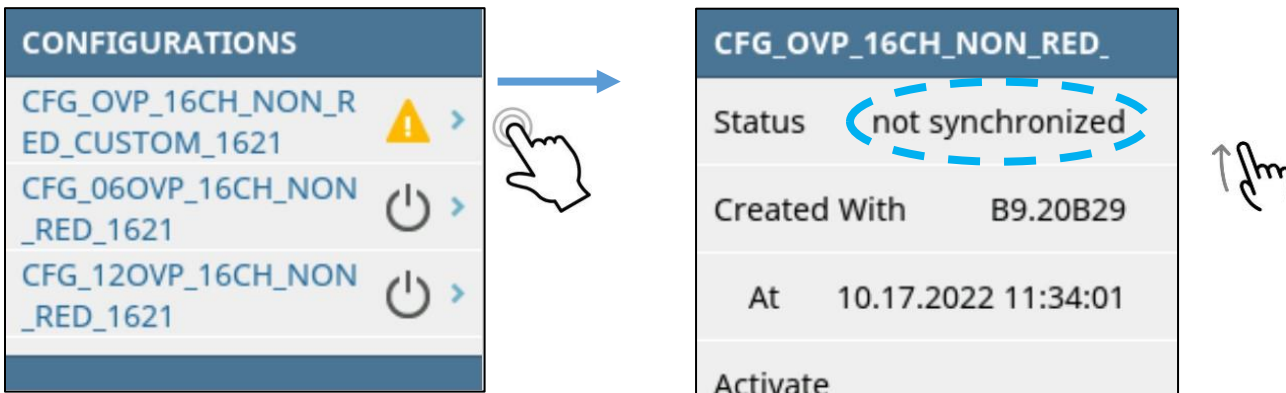 CONFIGURATIONS
CFG_OVP_16CH_NON_R
ED_CUSTOM_1621
CFG_06OVP_16CH_NON
_RED_1621
CFG_12OVP_16CH_NON
_RED_1621
CFG_OVP_16CH_NON_RED_
Status not synchronized
Created With B9.20B29
At 10.17.2022 11:34:01
Activate